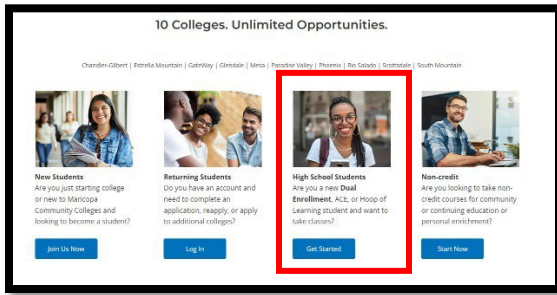 10 Colleges. Unlimited Opportunities.
Chandler-Gilbert | Estrella Mountain | GateWay | Glendale | Mesa | Paradise Valley | Phoenix | Rio Salado | Scottsdale | South Mountain
New Students
Are you just starting college
or new to Maricopa
Community Colleges and
looking to become a student?
Join Us Now
Returning Students
Do you have an account and
need to complete an
application, reapply, or apply
to additional colleges?
Log In
High School Students
Are you a new Dual
Enrollment, ACE, or Hoop of
Learning student and want to
take classes?
Get Started
Non-credit
Are you looking to take non-
credit courses for community
or continuing education or
personal enrichment?
Start Now